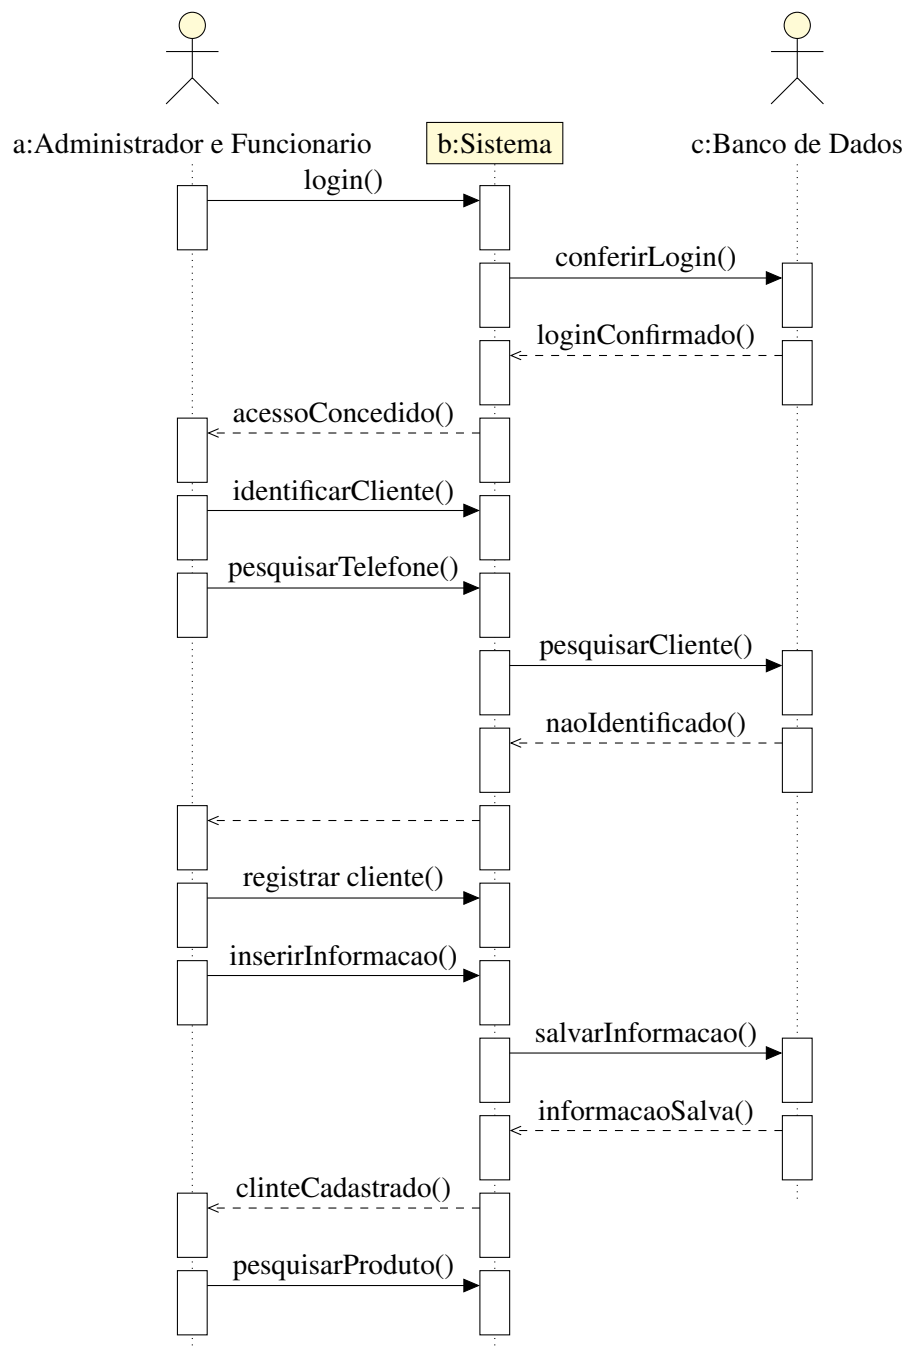 a:Administrador e Funcionario
b:Sistema
c:Banco de Dados
login()
conferirLogin()
loginConfirmado()
acessoConcedido()
identificarCliente()
pesquisarTelefone()
pesquisarCliente()
naoIdentificado()
registrar cliente()
inserirInformacao()
salvarInformacao()
informacaoSalva()
clinteCadastrado()
pesquisarProduto()